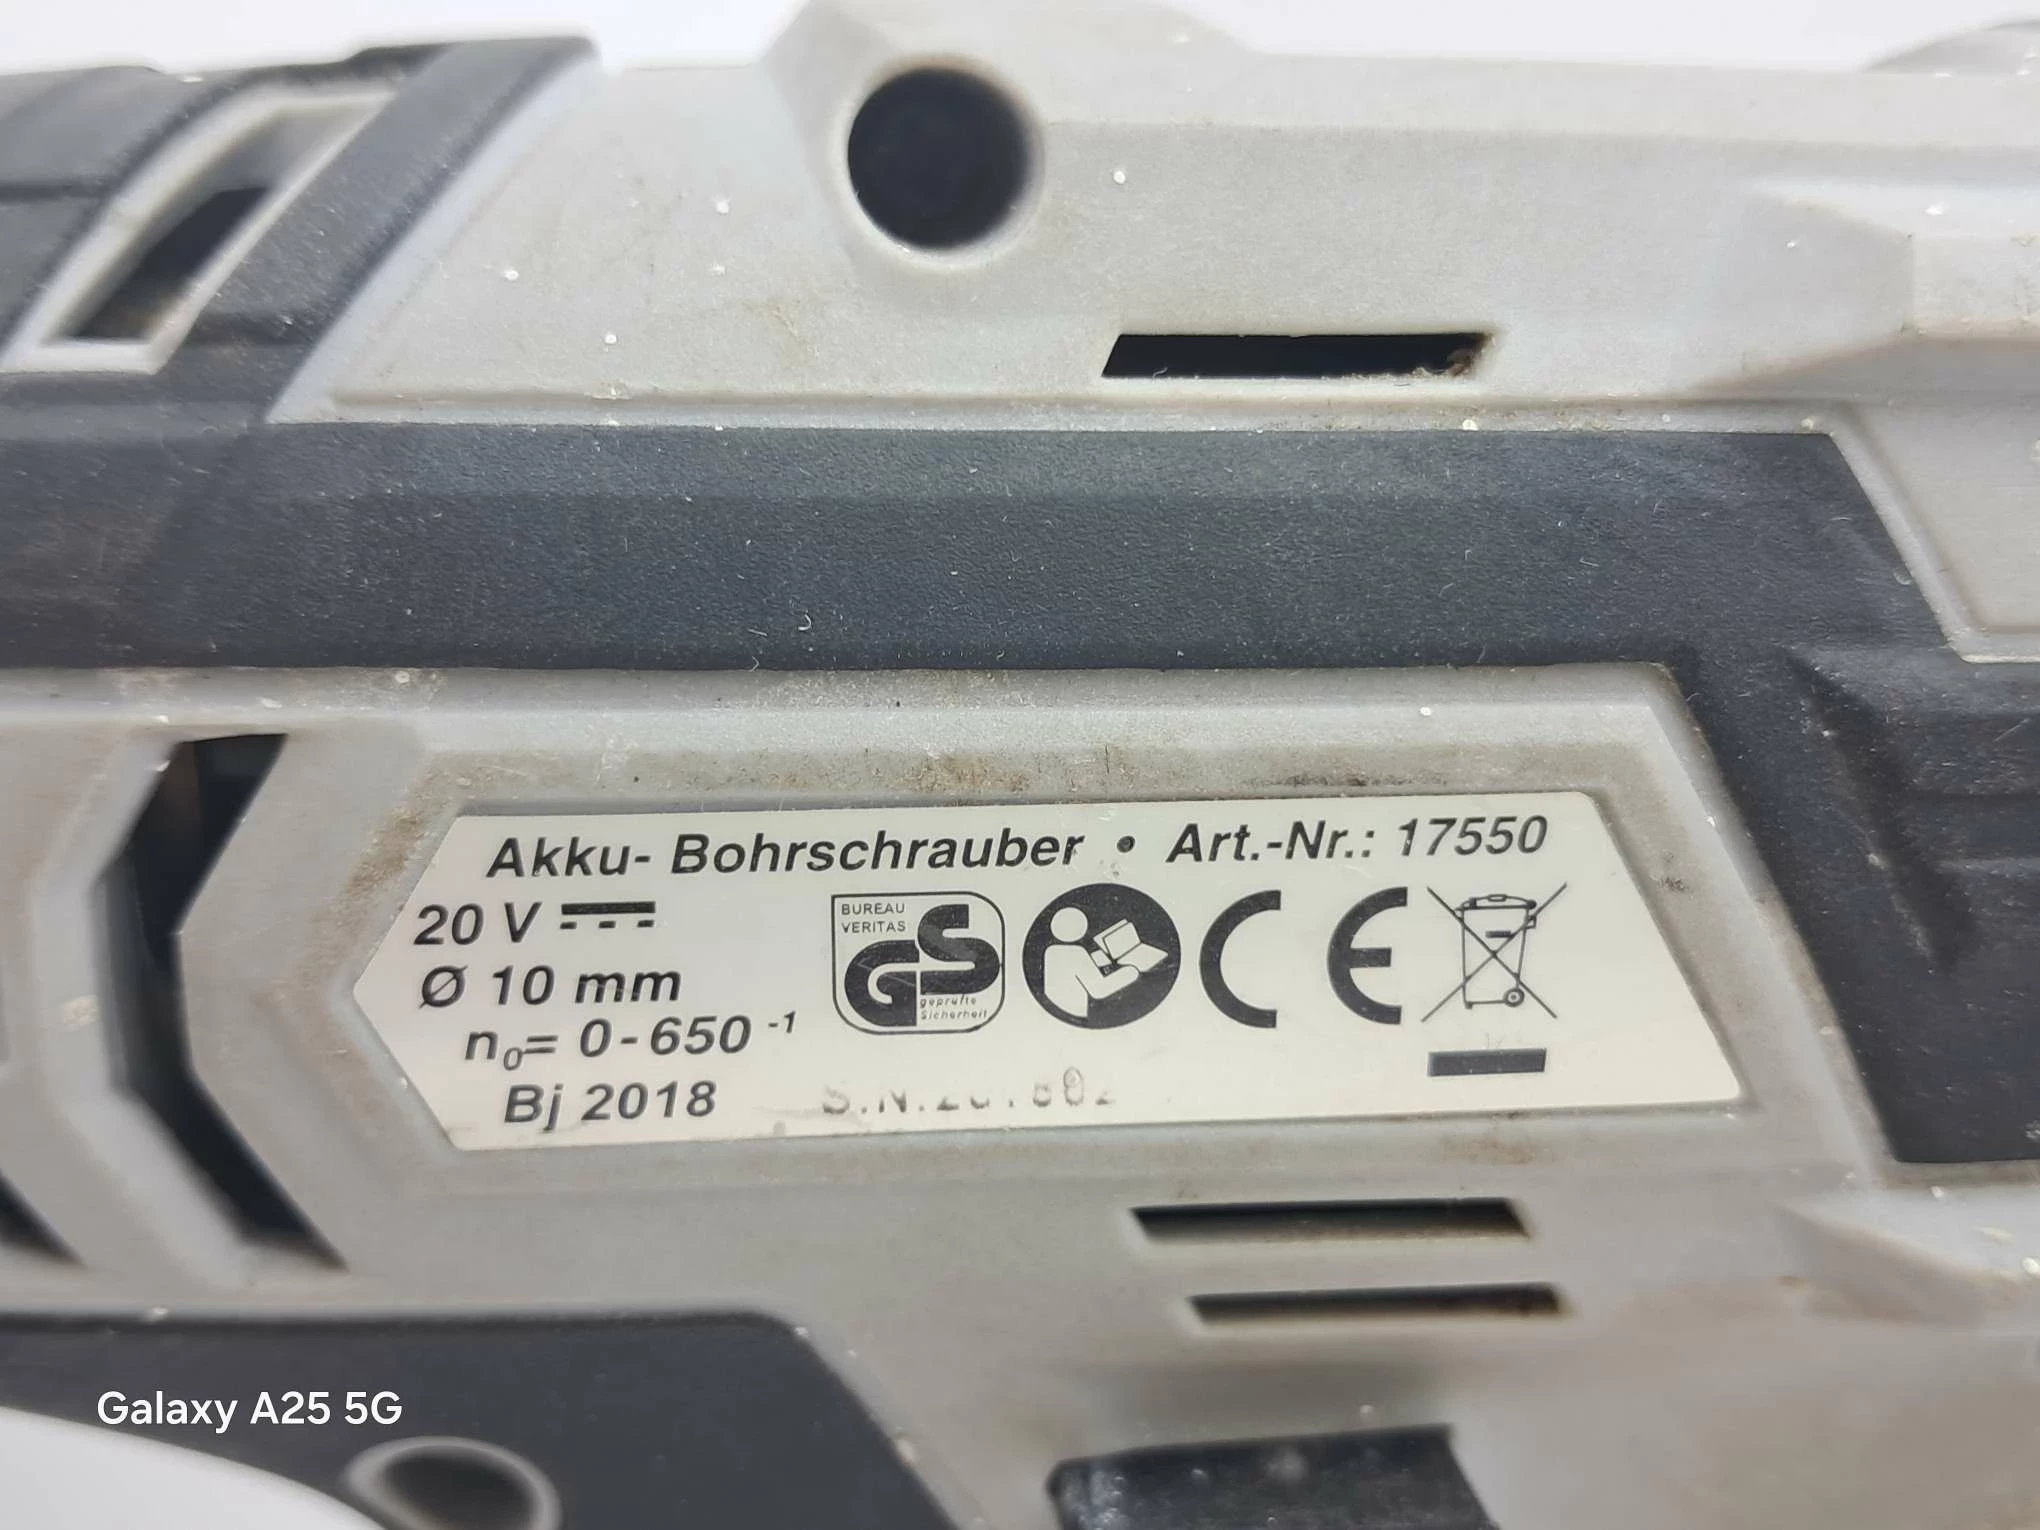 Akku- Bohrschrauber • Art.-Nr.: 17550
20 V
Ø 10 mm
n0= 0-650 -1
Bj 2018
BUREAU
VERITAS
GS
geprüfte
Sicherheit
CE
S.N.
Galaxy A25 5G